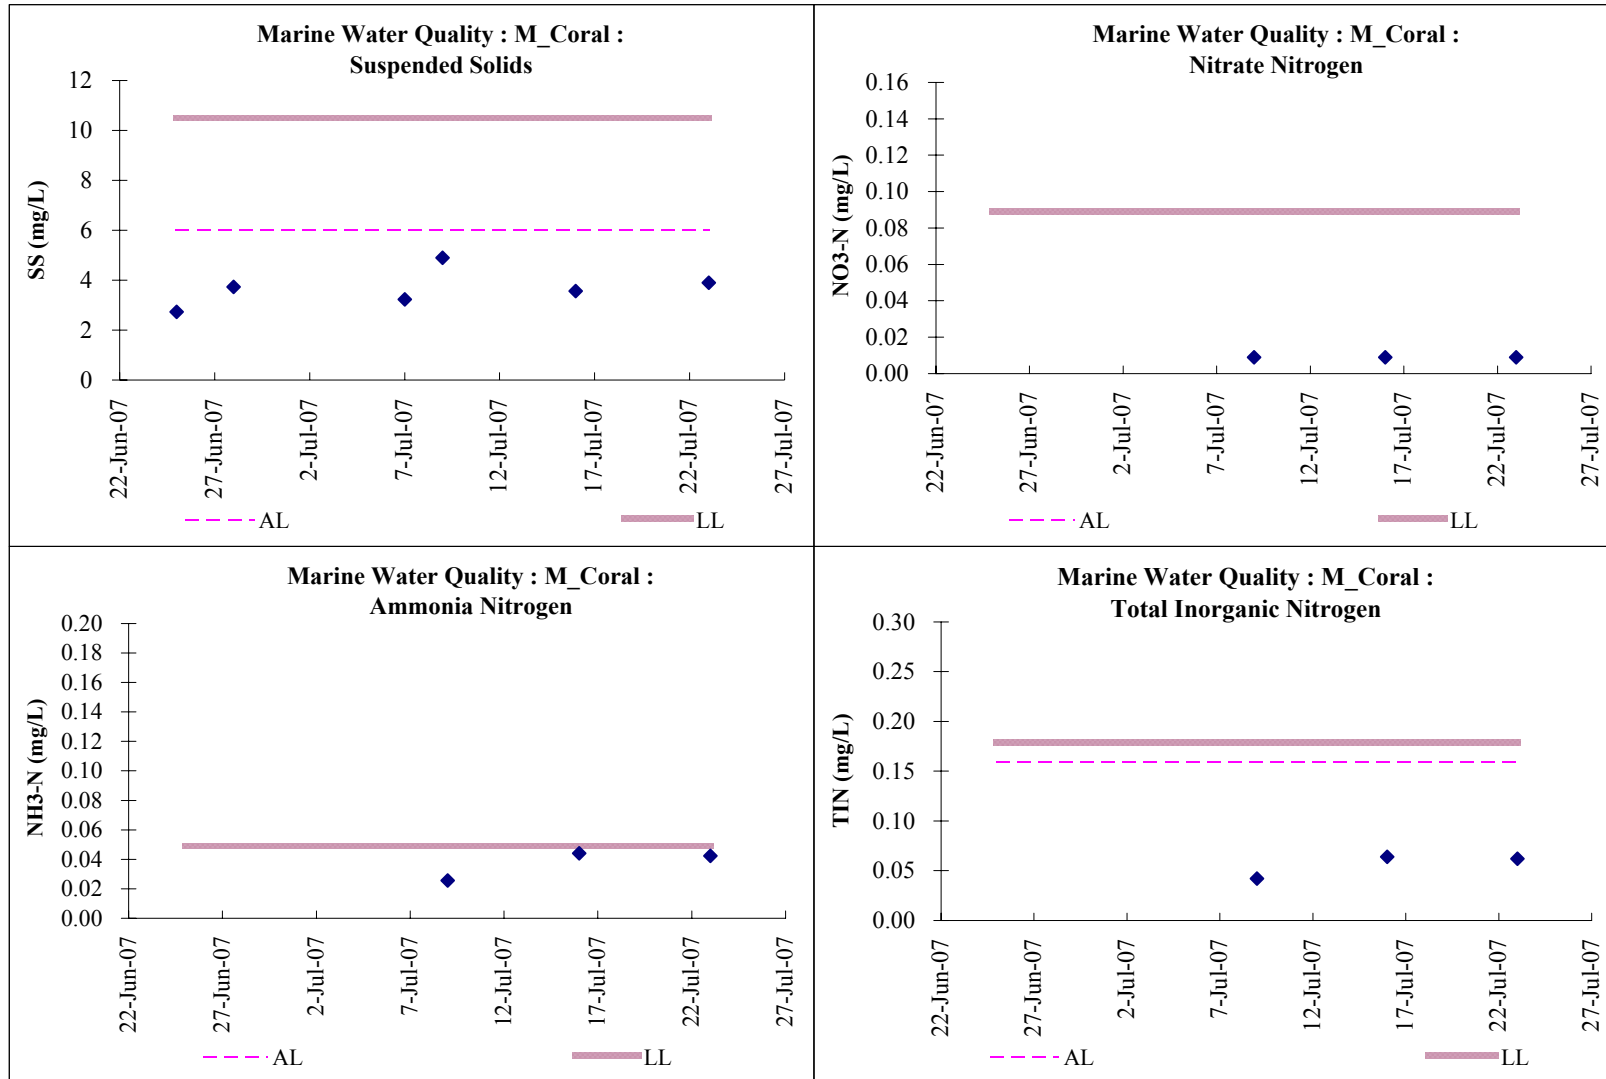 Marine Water Quality : M_Coral :
Suspended Solids
12
10
8
6
4
2
0
SS (mg/L)
22-Jun-07
27-Jun-07
2-Jul-07
7-Jul-07
12-Jul-07
17-Jul-07
22-Jul-07
27-Jul-07
AL
LL
Marine Water Quality : M_Coral :
Nitrate Nitrogen
0.16
0.14
0.12
0.10
0.08
0.06
0.04
0.02
0.00
NO3-N (mg/L)
22-Jun-07
27-Jun-07
2-Jul-07
7-Jul-07
12-Jul-07
17-Jul-07
22-Jul-07
27-Jul-07
AL
LL
Marine Water Quality : M_Coral :
Ammonia Nitrogen
0.20
0.18
0.16
0.14
0.12
0.10
0.08
0.06
0.04
0.02
0.00
NH3-N (mg/L)
22-Jun-07
27-Jun-07
2-Jul-07
7-Jul-07
12-Jul-07
17-Jul-07
22-Jul-07
27-Jul-07
AL
LL
Marine Water Quality : M_Coral :
Total Inorganic Nitrogen
0.30
0.25
0.20
0.15
0.10
0.05
0.00
TIN (mg/L)
22-Jun-07
27-Jun-07
2-Jul-07
7-Jul-07
12-Jul-07
17-Jul-07
22-Jul-07
27-Jul-07
AL
LL